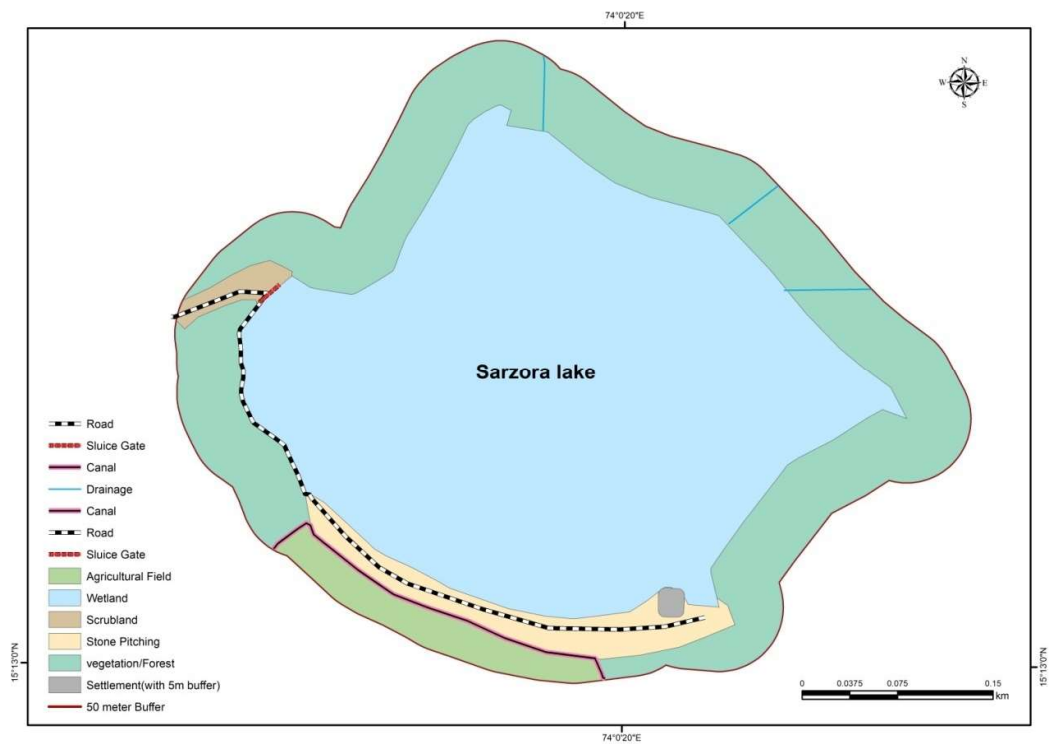 74°0'20"E
N
W E
S
Sarzora lake
Road
Sluice Gate
Canal
Drainage
Canal
Road
Sluice Gate
Agricultural Field
Wetland
Scrubland
Stone Pitching
vegetation/Forest
Settlement(with 5m buffer)
50 meter Buffer
15°13'0"N
15°13'0"N
0 0.0375 0.075 0.15
km
74°0'20"E